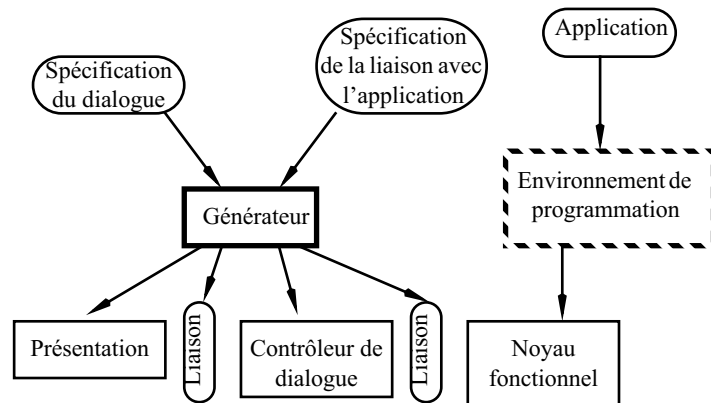 Spécification
du dialogue
Spécification
de la liaison avec
l’application
Application
Générateur
Environnement de
programmation
Présentation
Liaison
Contrôleur de
dialogue
Liaison
Noyau
fonctionnel